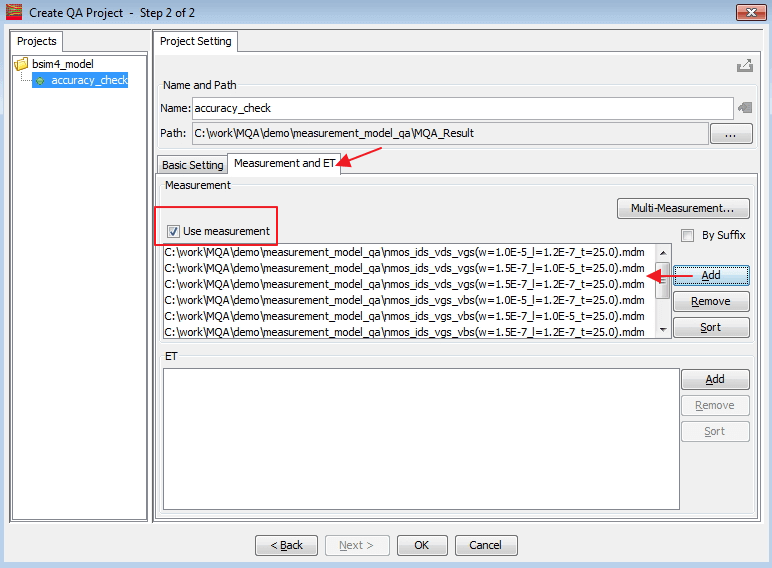 Create QA Project - Step 2 of 2
Projects
bsim4_model
accuracy_check
Project Setting
Name and Path
Name: accuracy_check
Path: C:\work\MQA\demo\measurement_model_qa\MQA_Result ...
Basic Setting Measurement and ET
Measurement
Multi-Measurement...
Use measurement
By Suffix
C:\work\MQA\demo\measurement_model_qa\nmos_ids_vds_vgs(w=1.0E-5_l=1.2E-7_t=25.0).mdm
C:\work\MQA\demo\measurement_model_qa\nmos_ids_vds_vgs(w=1.5E-7_l=1.0E-5_t=25.0).mdm
C:\work\MQA\demo\measurement_model_qa\nmos_ids_vds_vgs(w=1.5E-7_l=1.2E-7_t=25.0).mdm
C:\work\MQA\demo\measurement_model_qa\nmos_ids_vgs_vbs(w=1.0E-5_l=1.2E-7_t=25.0).mdm
C:\work\MQA\demo\measurement_model_qa\nmos_ids_vgs_vbs(w=1.5E-7_l=1.0E-5_t=25.0).mdm
C:\work\MQA\demo\measurement_model_qa\nmos_ids_vgs_vbs(w=1.5E-7_l=1.2E-7_t=25.0).mdm
Add
Remove
Sort
ET
Add
Remove
Sort
< Back Next > OK Cancel